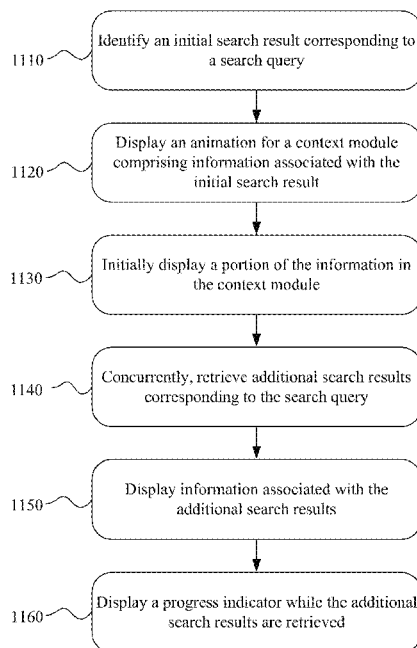 1110
Identify an initial search result corresponding to
a search query
1120
Display an animation for a context module
comprising information associated with the
initial search result
1130
Initially display a portion of the information in
the context module
1140
Concurrently, retrieve additional search results
corresponding to the search query
1150
Display information associated with the
additional search results
1160
Display a progress indicator while the additional
search results are retrieved